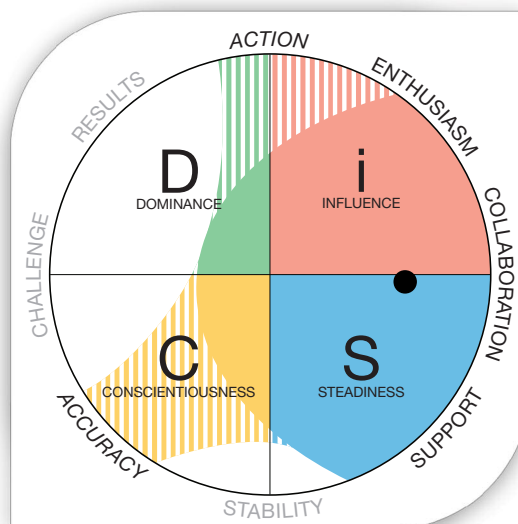 ACTION
ENTHUSIASM
RESULTS
D
DOMINANCE
i
INFLUENCE
CHALLENGE
COLLABORATION
C
CONSCIENTIOUSNESS
S
STEADINESS
ACCURACY
SUPPORT
STABILITY